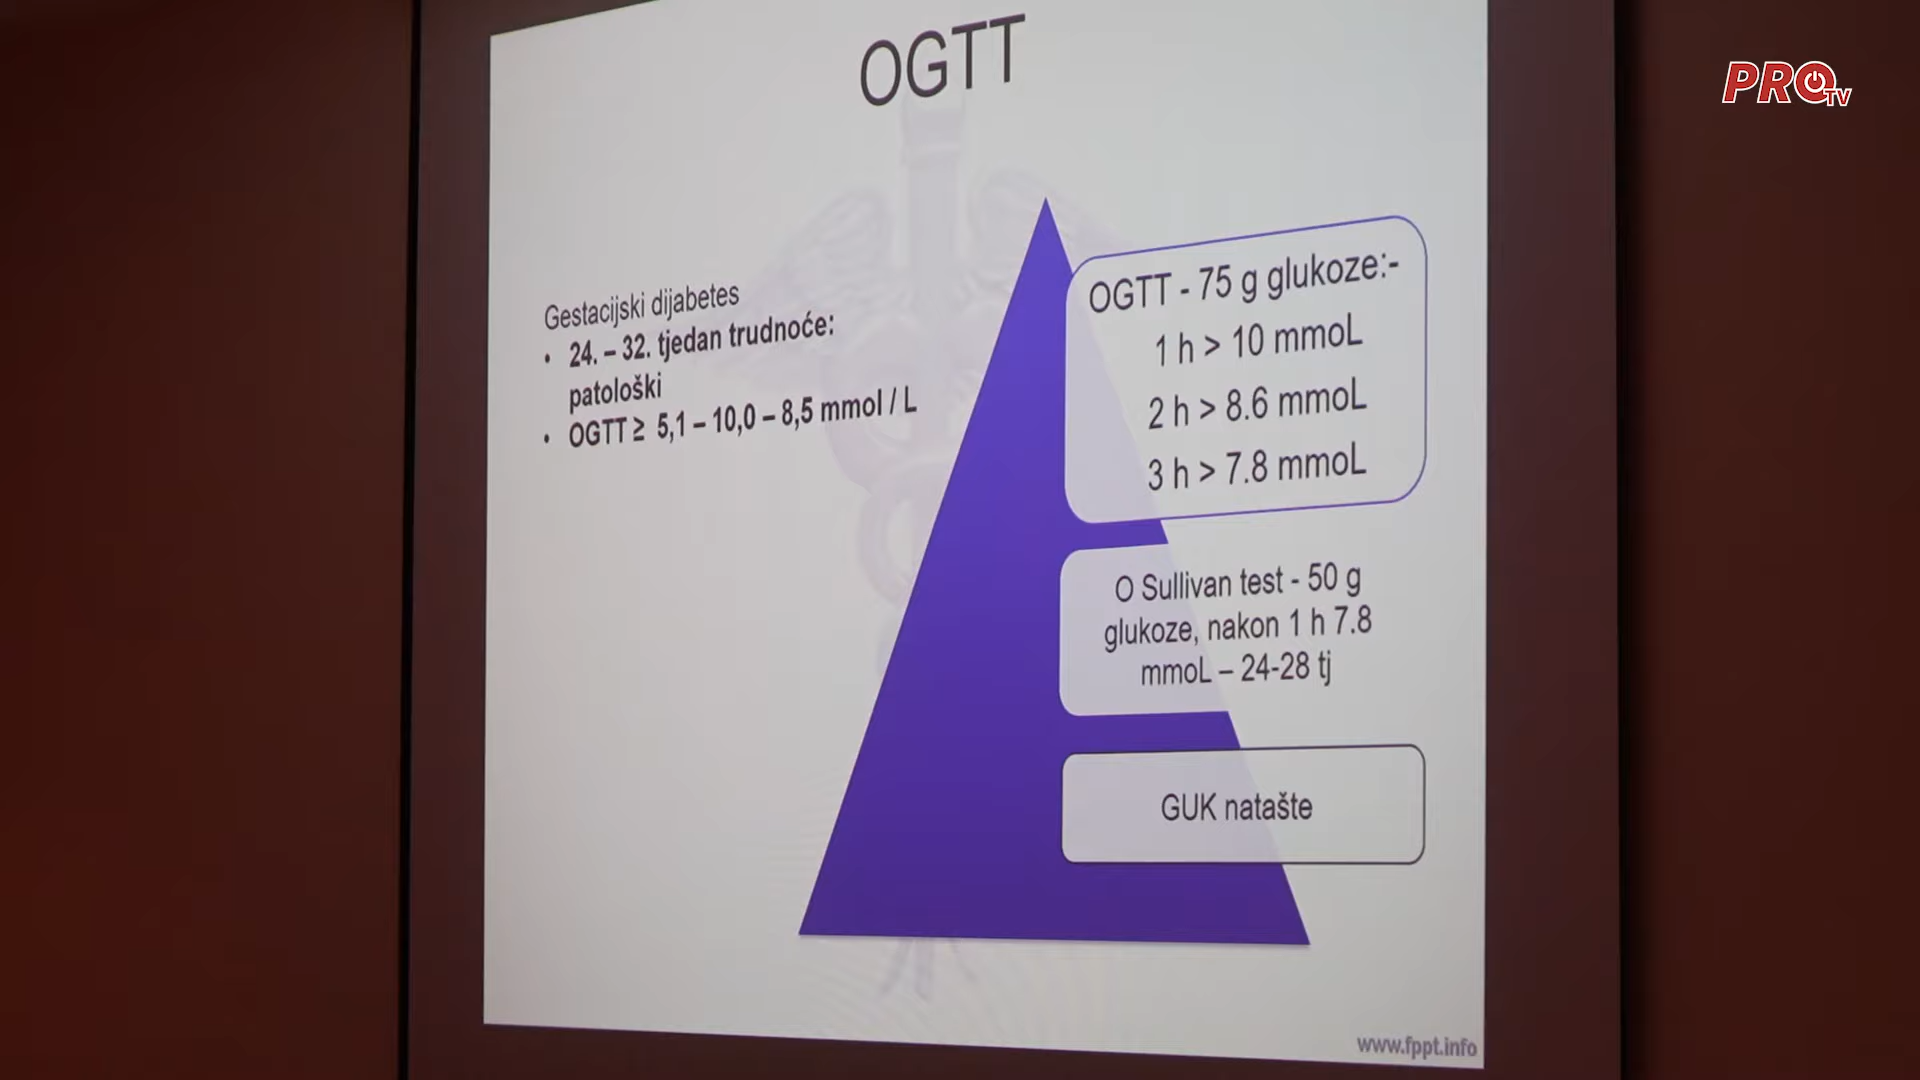 OGTT
PROTV
Gestacijski dijabetes
• 24. – 32. tjedan trudnoće:
patološki
• OGTT ≥ 5,1 – 10,0 – 8,5 mmol / L
OGTT - 75 g glukoze:-
1 h > 10 mmoL
2 h > 8.6 mmoL
3 h > 7.8 mmoL
O Sullivan test - 50 g
glukoze, nakon 1 h 7.8
mmoL – 24-28 tj
GUK natašte
www.fppt.info